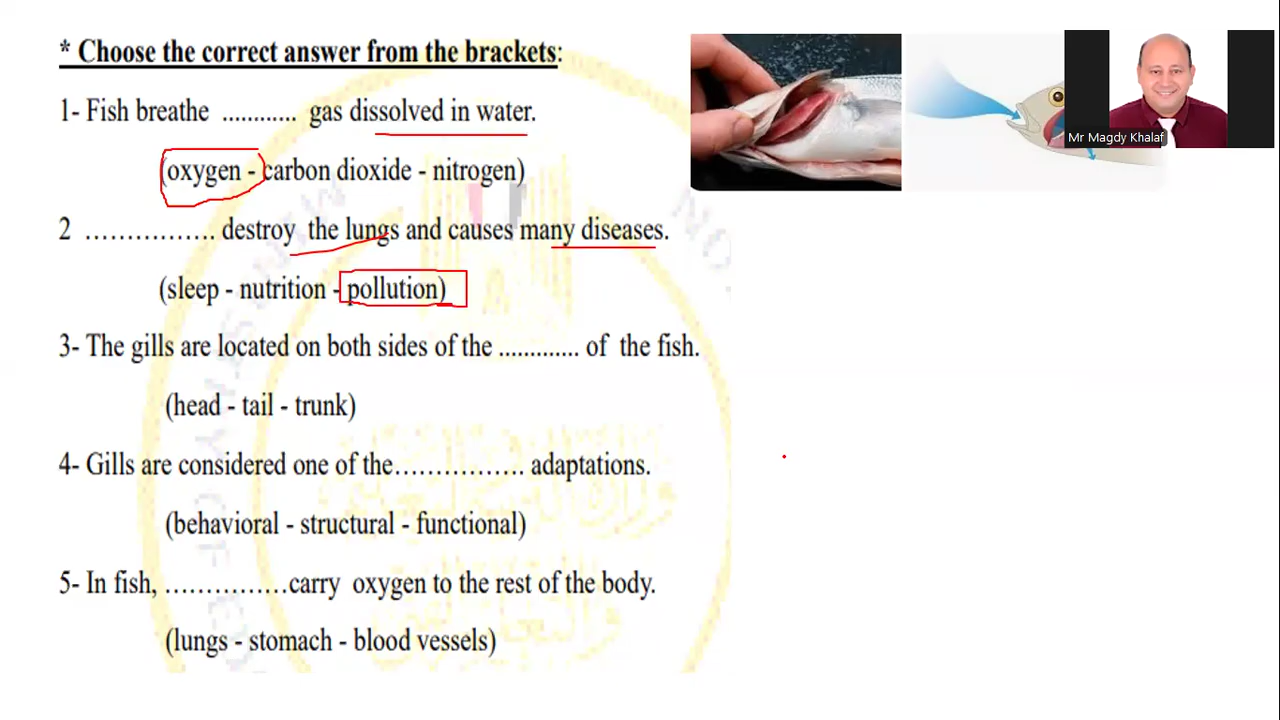 * Choose the correct answer from the brackets:
1- Fish breathe ............ gas dissolved in water.
(oxygen - carbon dioxide - nitrogen)
2 ……………. destroy the lungs and causes many diseases.
(sleep - nutrition - pollution)
3- The gills are located on both sides of the ............. of the fish.
(head - tail - trunk)
4- Gills are considered one of the……………. adaptations.
(behavioral - structural - functional)
5- In fish, ……………carry oxygen to the rest of the body.
(lungs - stomach - blood vessels)
Mr Magdy Khalaf